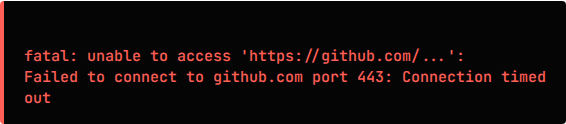 fatal: unable to access 'https://github.com/...':
Failed to connect to github.com port 443: Connection timed
out